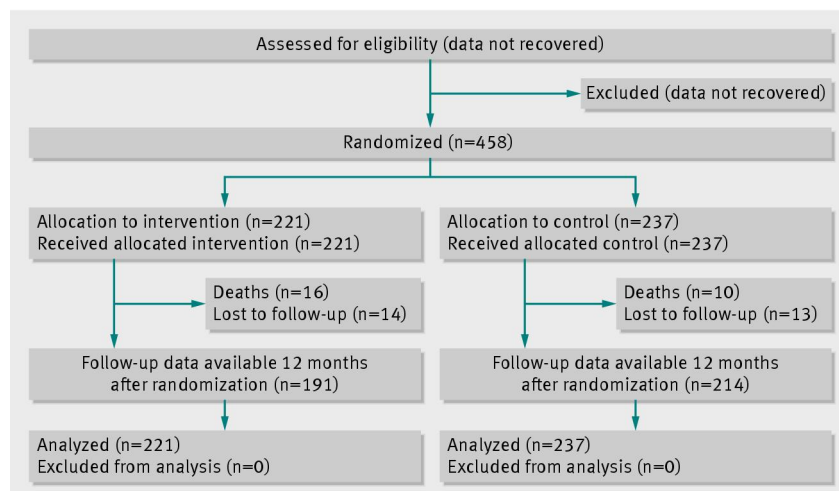 Assessed for eligibility (data not recovered)
Excluded (data not recovered)
Randomized (n=458)
Allocation to intervention (n=221)
Received allocated intervention (n=221)
Allocation to control (n=237)
Received allocated control (n=237)
Deaths (n=16)
Lost to follow-up (n=14)
Deaths (n=10)
Lost to follow-up (n=13)
Follow-up data available 12 months
after randomization (n=191)
Follow-up data available 12 months
after randomization (n=214)
Analyzed (n=221)
Excluded from analysis (n=0)
Analyzed (n=237)
Excluded from analysis (n=0)